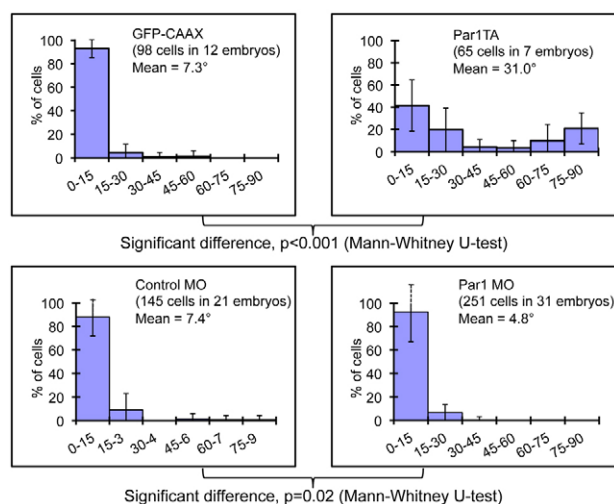 GFP-CAAX
(98 cells in 12 embryos)
Mean = 7.3°
% of cells
100
80
60
40
20
0
0-15
15-30
30-45
45-60
60-75
75-90
Par1TA
(65 cells in 7 embryos)
Mean = 31.0°
% of cells
100
80
60
40
20
0
0-15
15-30
30-45
45-60
60-75
75-90
Significant difference, p<0.001 (Mann-Whitney U-test)
Control MO
(145 cells in 21 embryos)
Mean = 7.4°
% of cells
100
80
60
40
20
0
0-15
15-3
30-4
45-6
60-7
75-9
Par1 MO
(251 cells in 31 embryos)
Mean = 4.8°
% of cells
100
80
60
40
20
0
0-15
15-30
30-45
45-60
60-75
75-90
Significant difference, p=0.02 (Mann-Whitney U-test)